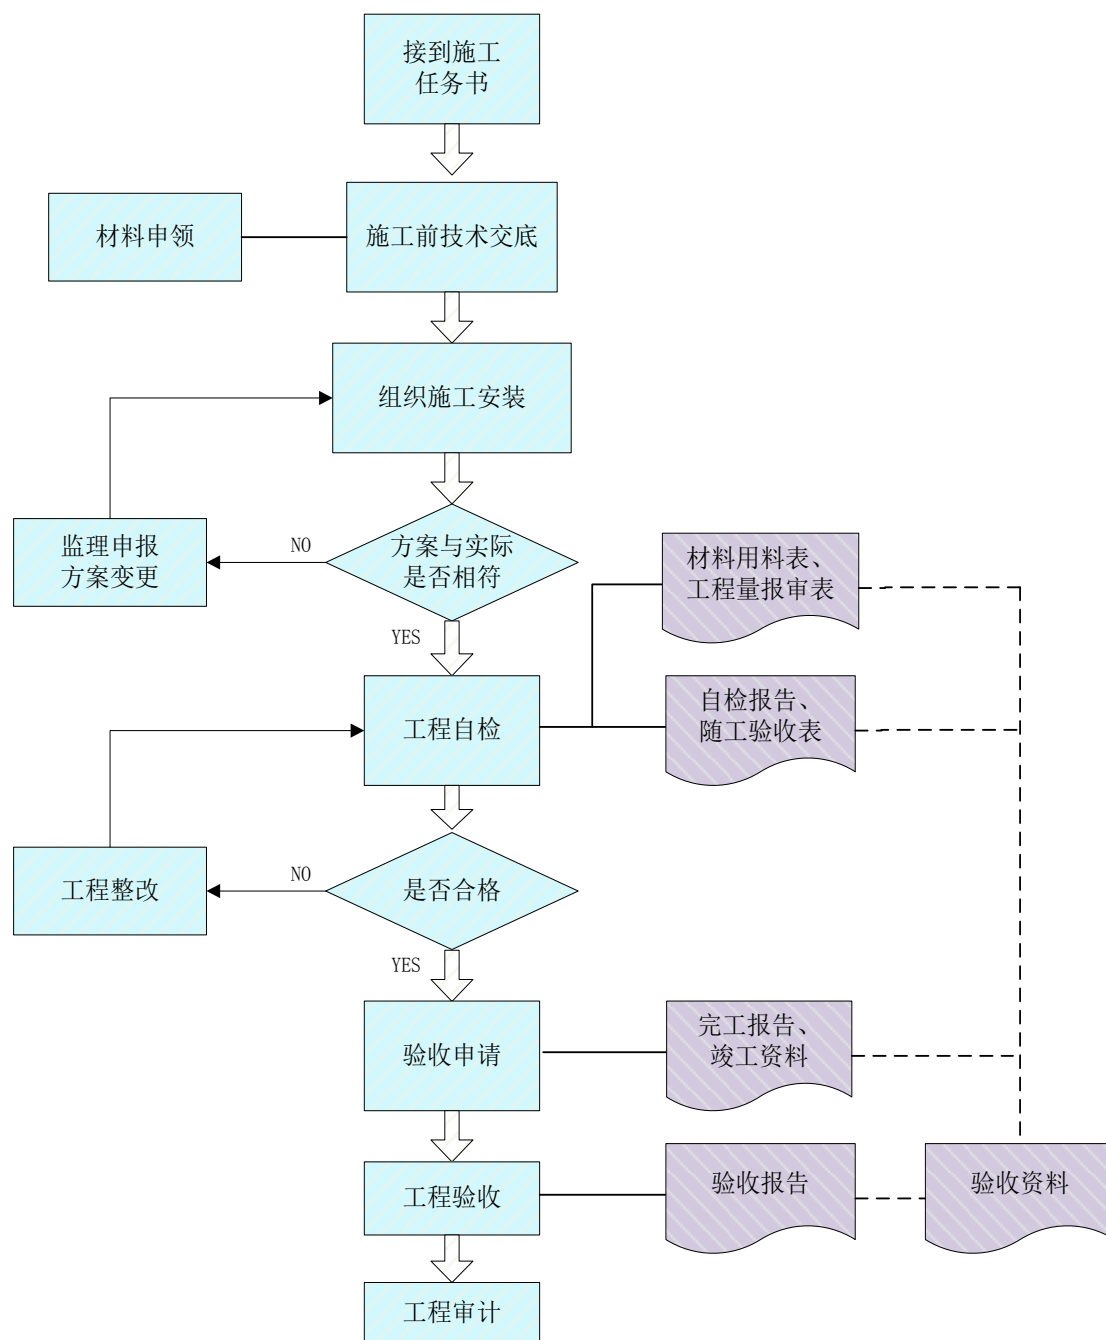 接到施工
任务书
材料申领
施工前技术交底
组织施工安装
监理申报
方案变更
NO
方案与实际
是否相符
材料用料表、
工程量报审表
YES
工程自检
自检报告、
随工验收表
工程整改
NO
是否合格
YES
验收申请
完工报告、
竣工资料
工程验收
验收报告
验收资料
工程审计